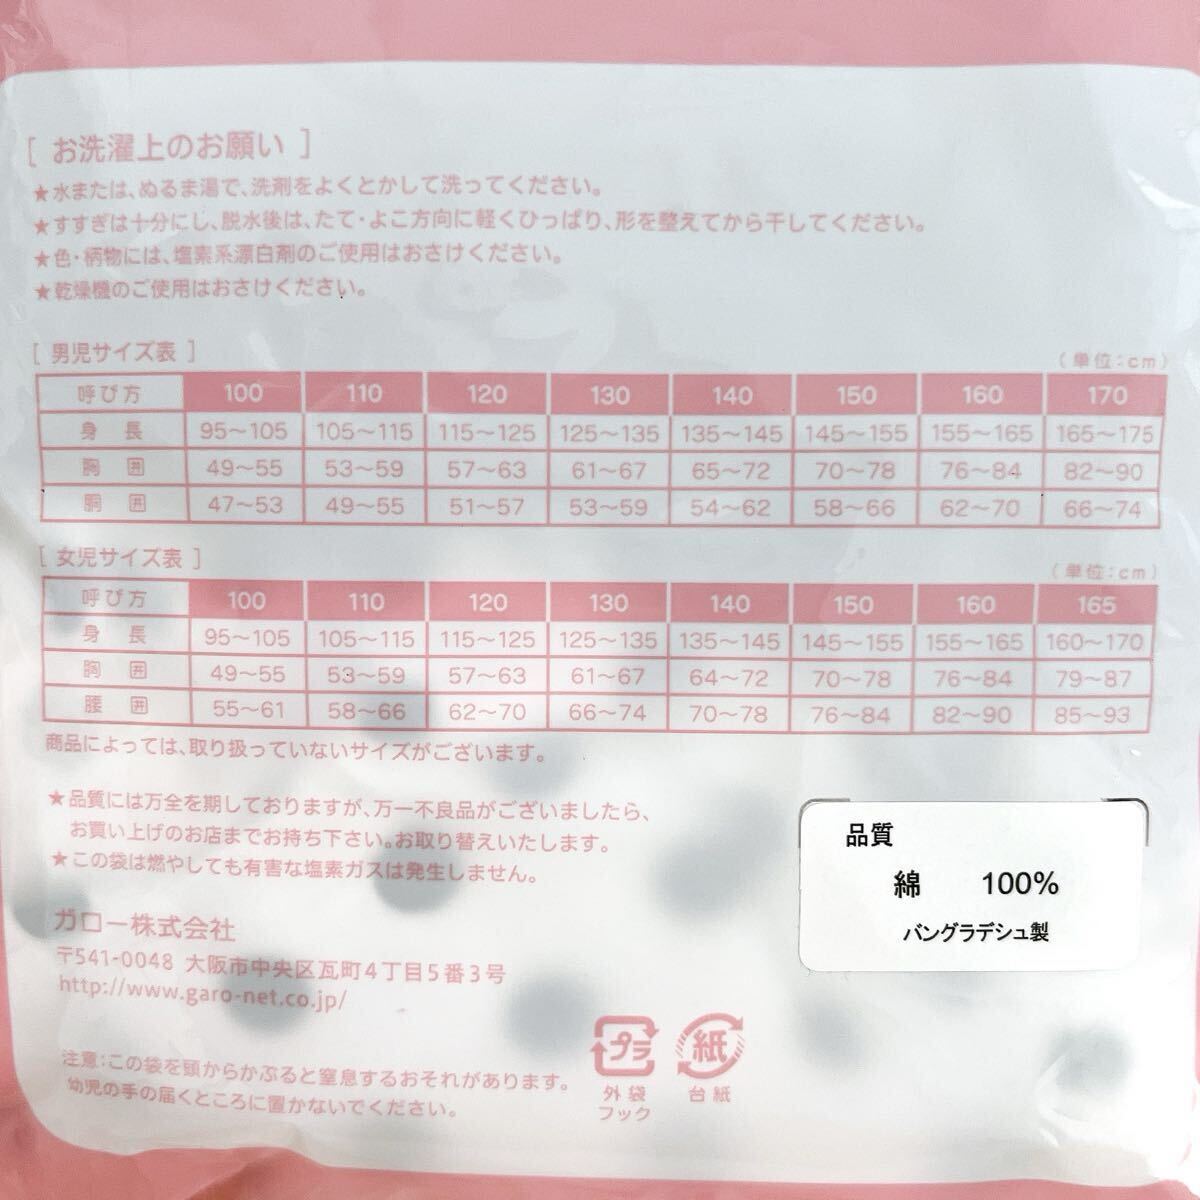 [ お洗濯上のお願い ]
★水または、ぬるま湯で、洗剤をよくとかして洗ってください。
★すすぎは十分にし、脱水後は、たて・よこ方向に軽くひっぱり、形を整えてから干してください。
★色・柄物には、塩素系漂白剤のご使用はおさけください。
★乾燥機のご使用はおさけください。
[ 男児サイズ表 ]
(単位:cm)
呼び方 100 110 120 130 140 150 160 170
身長 95〜105 105〜115 115〜125 125〜135 135〜145 145〜155 155〜165 165〜175
胸囲 49〜55 53〜59 57〜63 61〜67 65〜72 70〜78 76〜84 82〜90
胴囲 47〜53 49〜55 51〜57 53〜59 54〜62 58〜66 62〜70 66〜74
[ 女児サイズ表 ]
(単位:cm)
呼び方 100 110 120 130 140 150 160 165
身長 95〜105 105〜115 115〜125 125〜135 135〜145 145〜155 155〜165 160〜170
胸囲 49〜55 53〜59 57〜63 61〜67 64〜72 70〜78 76〜84 79〜87
腰囲 55〜61 58〜66 62〜70 66〜74 70〜78 76〜84 82〜90 85〜93
商品によっては、取り扱っていないサイズがございます。
★品質には万全を期しておりますが、万一不良品がございましたら、
お買い上げのお店までお持ち下さい。お取り替えいたします。
★この袋は燃やしても有害な塩素ガスは発生しません。
ガロー株式会社
〒541-0048 大阪市中央区瓦町4丁目5番3号
http://www.garo-net.co.jp/
注意:この袋を頭からかぶると窒息するおそれがあります。
幼児の手の届くところに置かないでください。
プラ
外袋
フック
紙
台紙
品質
綿 100%
バングラデシュ製